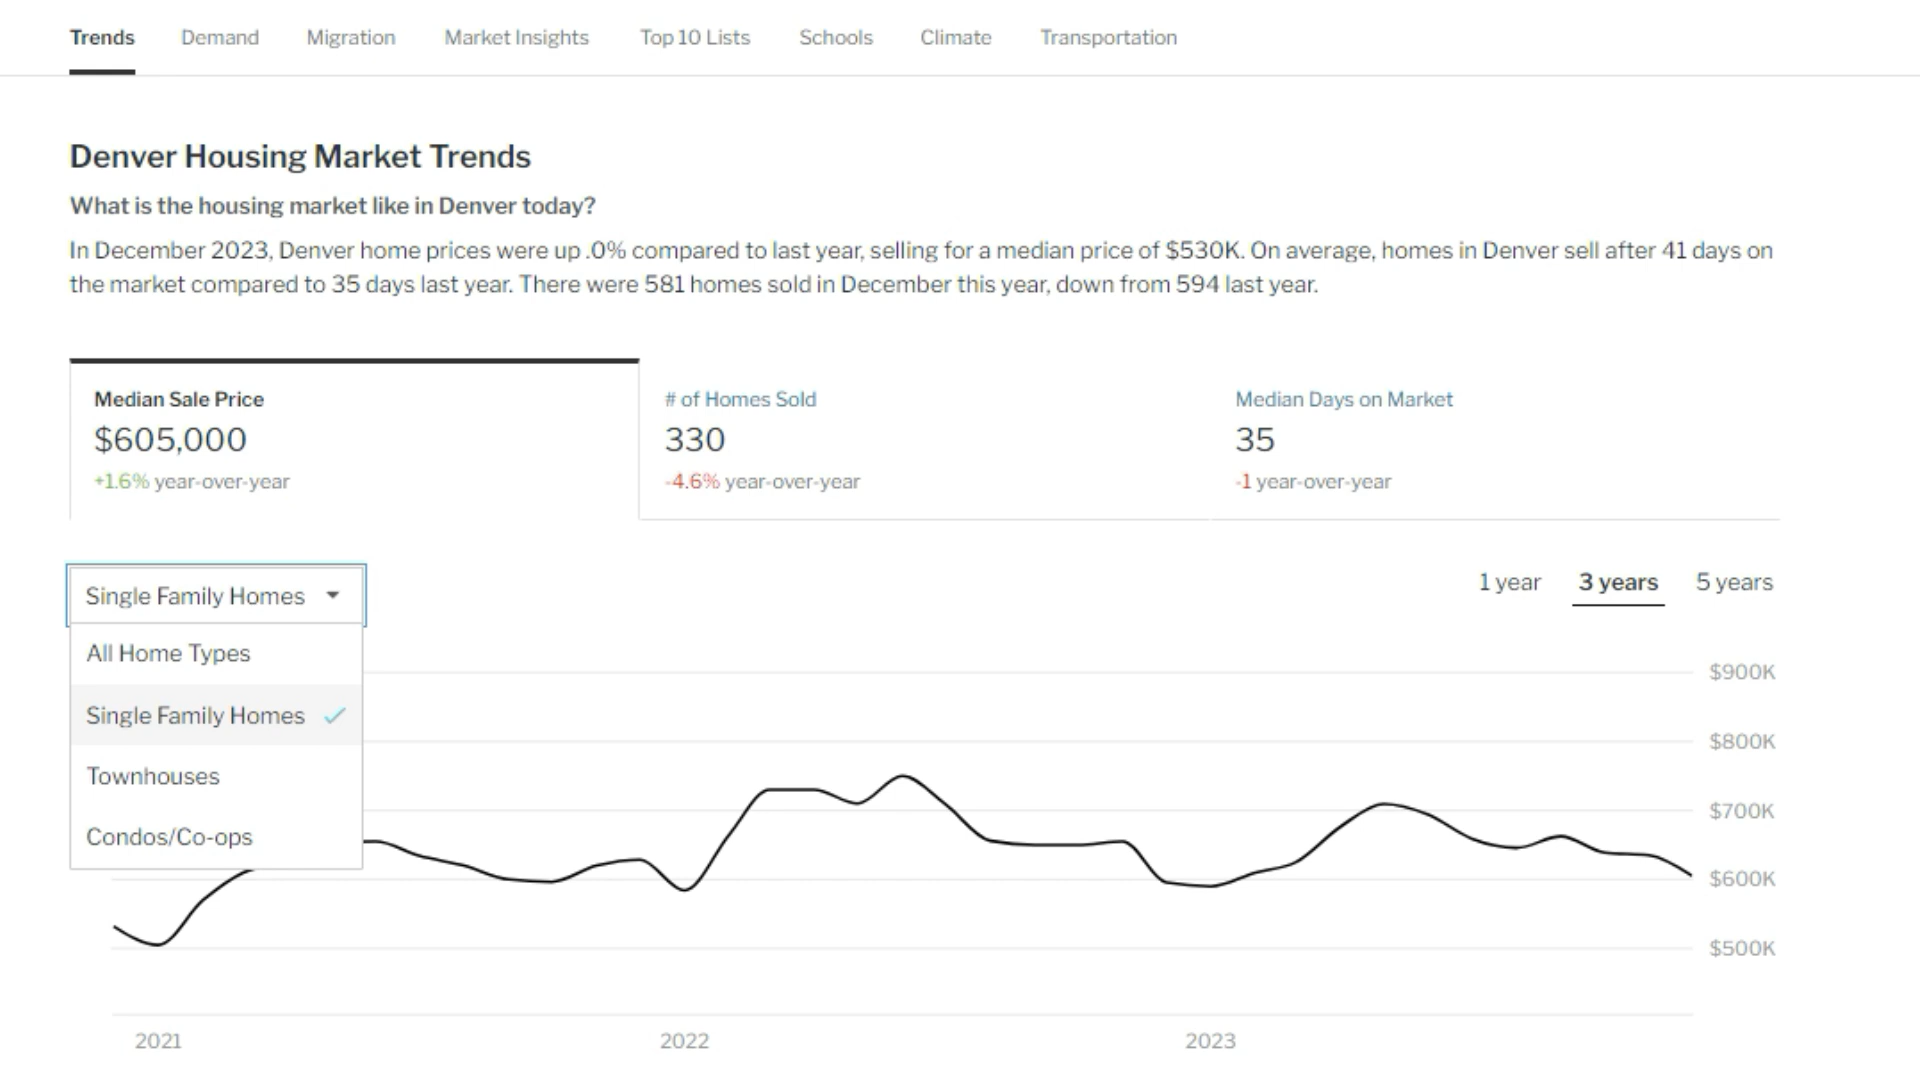 Trends Demand Migration Market Insights Top 10 Lists Schools Climate Transportation
Denver Housing Market Trends
What is the housing market like in Denver today?
In December 2023, Denver home prices were up .0% compared to last year, selling for a median price of $530K. On average, homes in Denver sell after 41 days on
the market compared to 35 days last year. There were 581 homes sold in December this year, down from 594 last year.
Median Sale Price
$605,000
+1.6% year-over-year
# of Homes Sold
330
-4.6% year-over-year
Median Days on Market
35
-1 year-over-year
Single Family Homes
1 year 3 years 5 years
All Home Types
Single Family Homes
Townhouses
Condos/Co-ops
$900K
$800K
$700K
$600K
$500K
2021 2022 2023